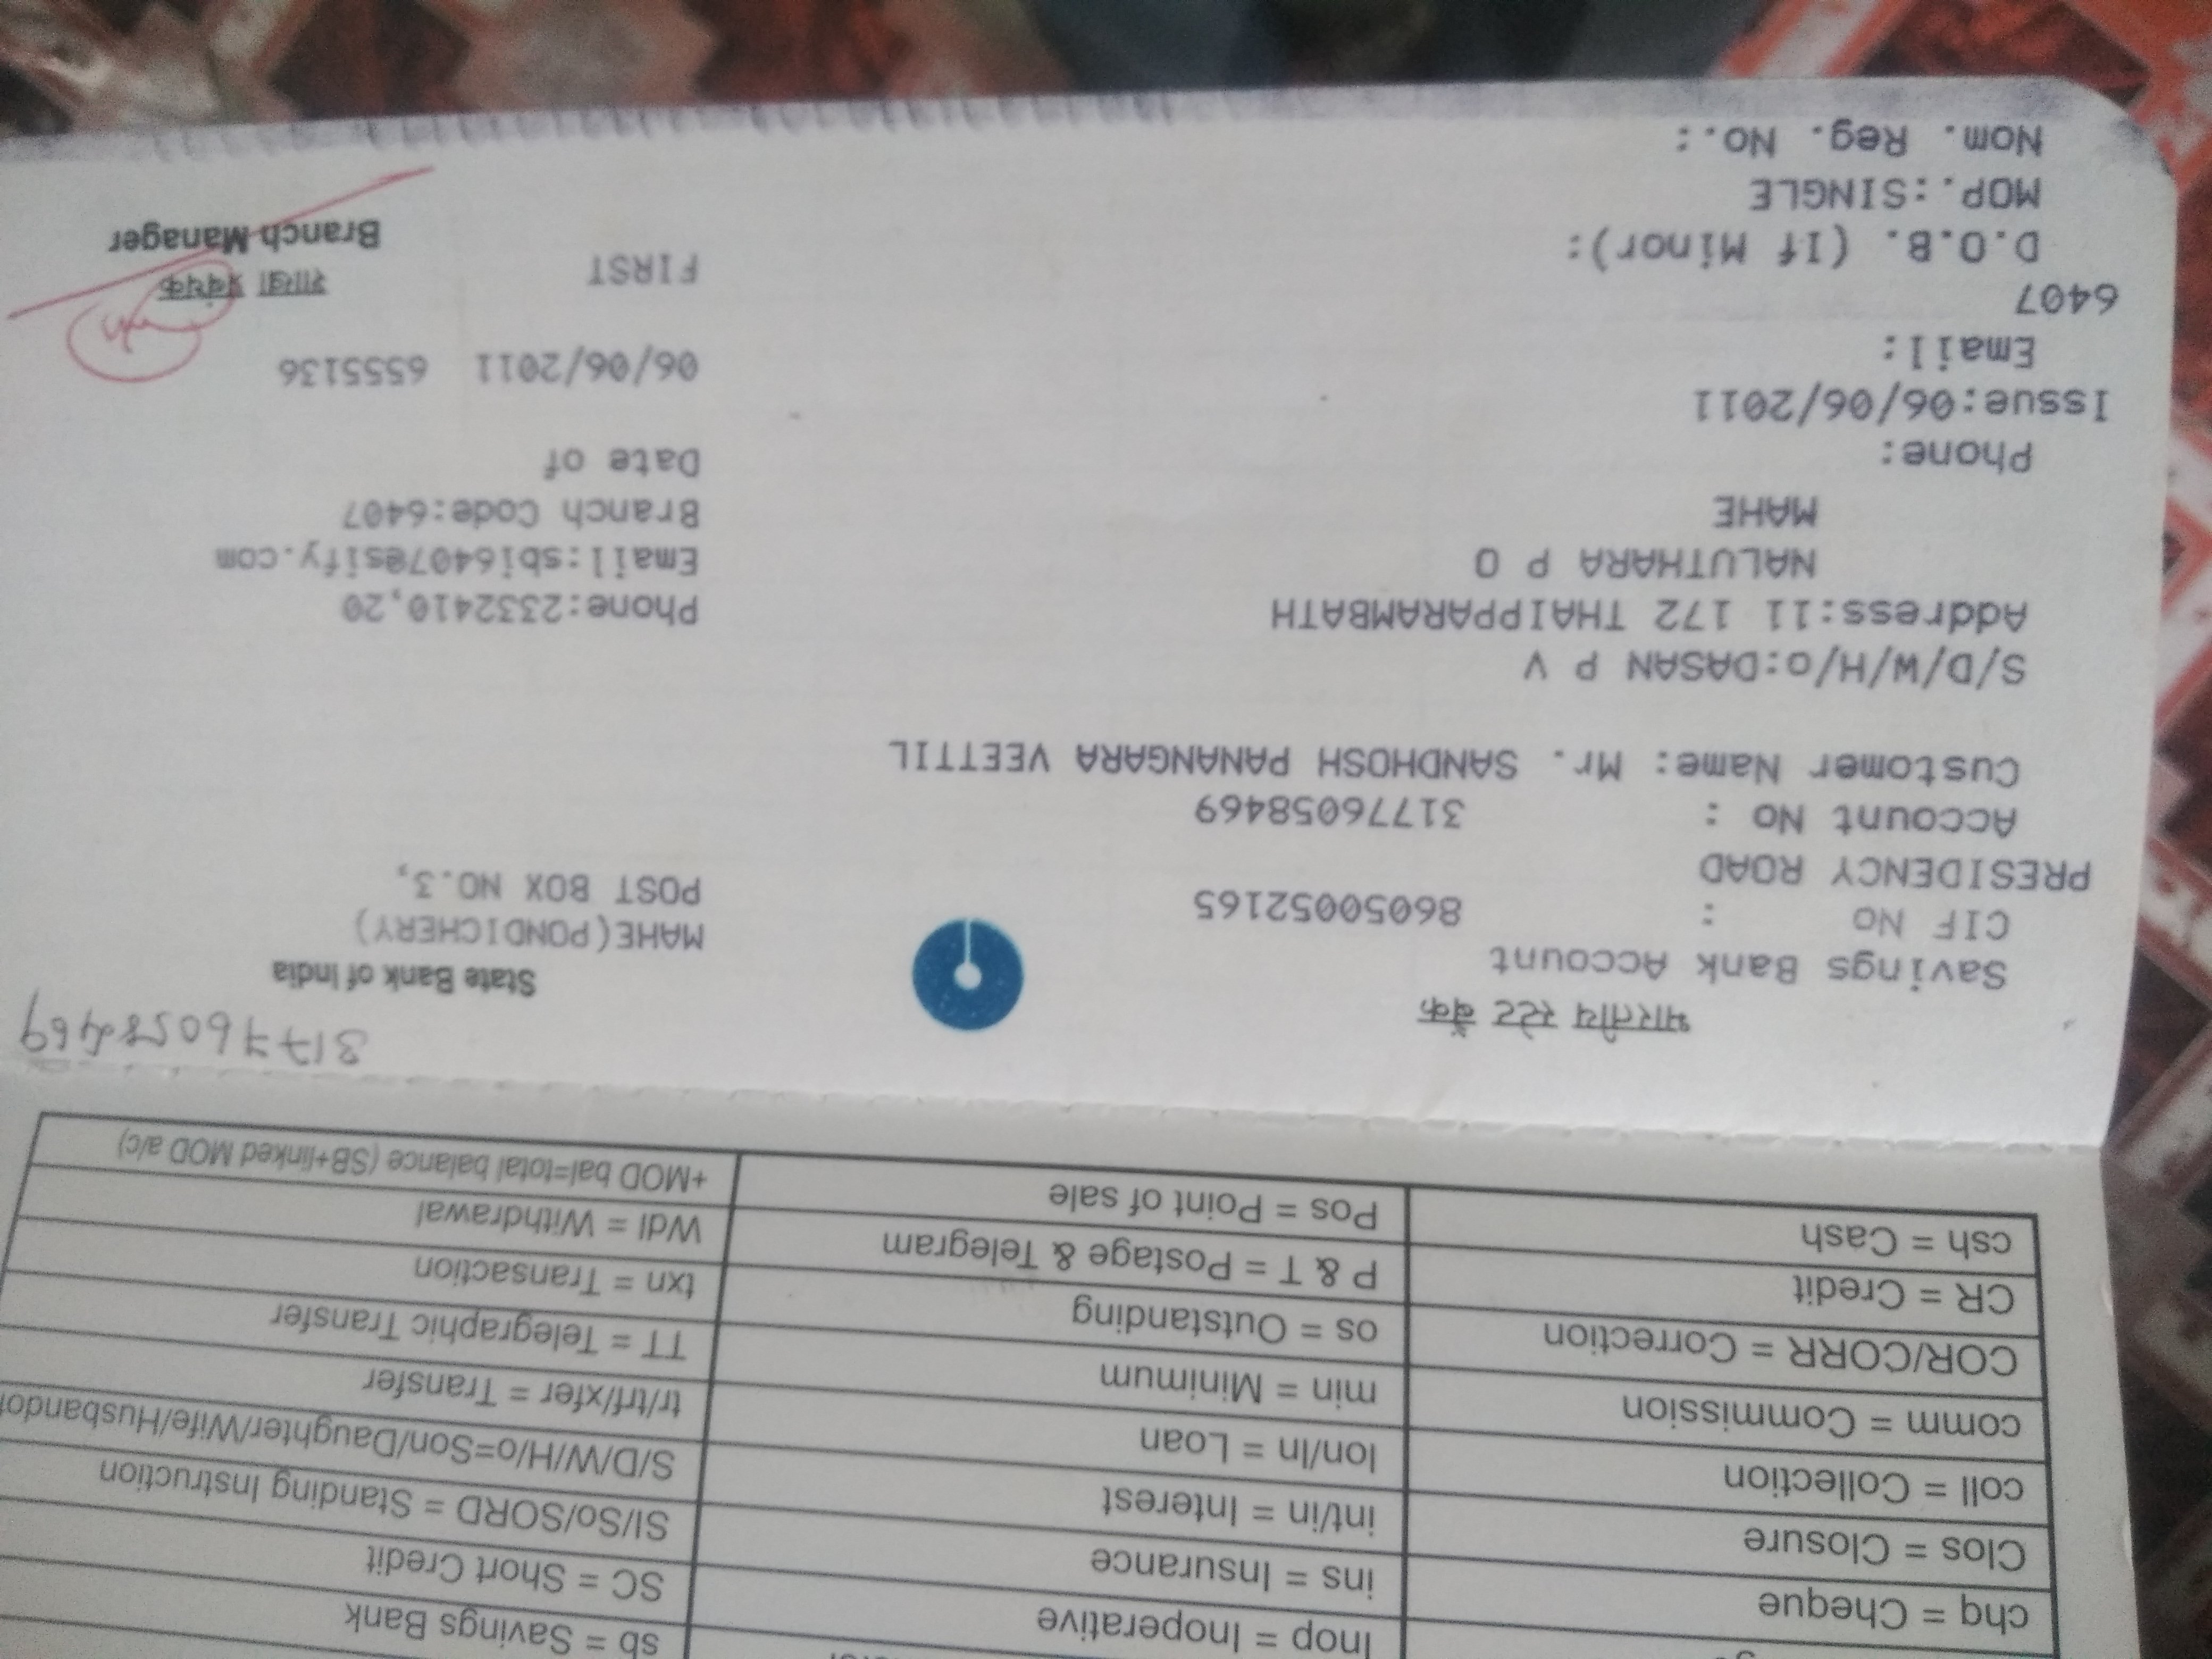 sb = Savings Bank
SC = Short Credit
SI/So/SORD = Standing Instruction
S/D/W/H/o=Son/Daughter/Wife/Husbandof
tr/trf/xfer = Transfer
TT = Telegraphic Transfer
txn = Transaction
Wdl = Withdrawal
+MOD bal=total balance (SB+linked MOD a/c)
Inop = Inoperative
ins = Insurance
int/in = Interest
lon/ln = Loan
min = Minimum
os = Outstanding
P & T = Postage & Telegram
Pos = Point of sale
chq = Cheque
Clos = Closure
coll = Collection
comm = Commission
COR/CORR = Correction
CR = Credit
csh = Cash
31776058469
भारतीय स्टेट बैंक
State Bank of India
Savings Bank Account
MAHE(PONDICHERY)
CIF No : 86050052165
POST BOX NO.3,
PRESIDENCY ROAD
Account No : 31776058469
Customer Name: Mr. SANDHOSH PANANGARA VEETTIL
S/D/W/H/o:DASAN P V
Address:11 172 THAIPPARAMBATH
Phone:2332410,20
NALUTHARA P O
Email:sbi6407@sify.com
MAHE
Branch Code:6407
Phone:
Date of
Issue:06/06/2011
Email:
06/06/2011 6555136
6407
D.O.B. (If Minor):
FIRST
शाखा प्रबंधक
MOP.:SINGLE
Branch Manager
Nom. Reg. No.: